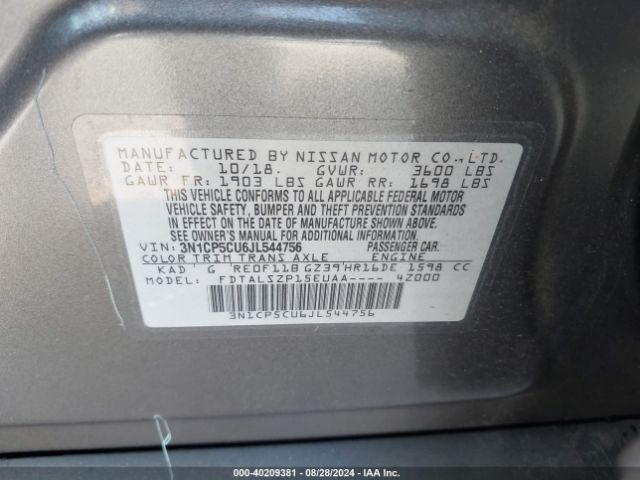 MANUFACTURED BY NISSAN MOTOR CO.,LTD.
DATE: 10/18. GVWR: 3600 LBS
GAWR FR: 1903 LBS GAWR RR: 1698 LBS
THIS VEHICLE CONFORMS TO ALL APPLICABLE FEDERAL MOTOR
VEHICLE SAFETY, BUMPER AND THEFT PREVENTION STANDARDS
IN EFFECT ON THE DATE OF MANUFACTURE SHOWN ABOVE.
SEE OWNER'S MANUAL FOR ADDITIONAL INFORMATION.
VIN: 3N1CP5CU6JL544756 PASSENGER CAR.
COLOR TRIM TRANS AXLE ENGINE
KAD G RE0F11B GZ39 HR16DE 1598 CC
MODEL: FDTALSZP15EUAA---- 4Z000
3N1CP5CU6JL544756
000-40209381 - 08/28/2024 - IAA Inc.